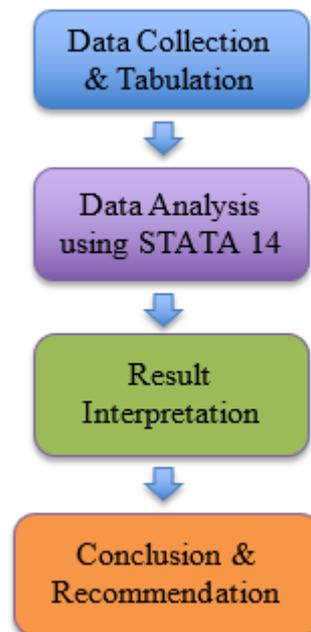 Data Collection
& Tabulation
Data Analysis
using STATA 14
Result
Interpretation
Conclusion &
Recommendation